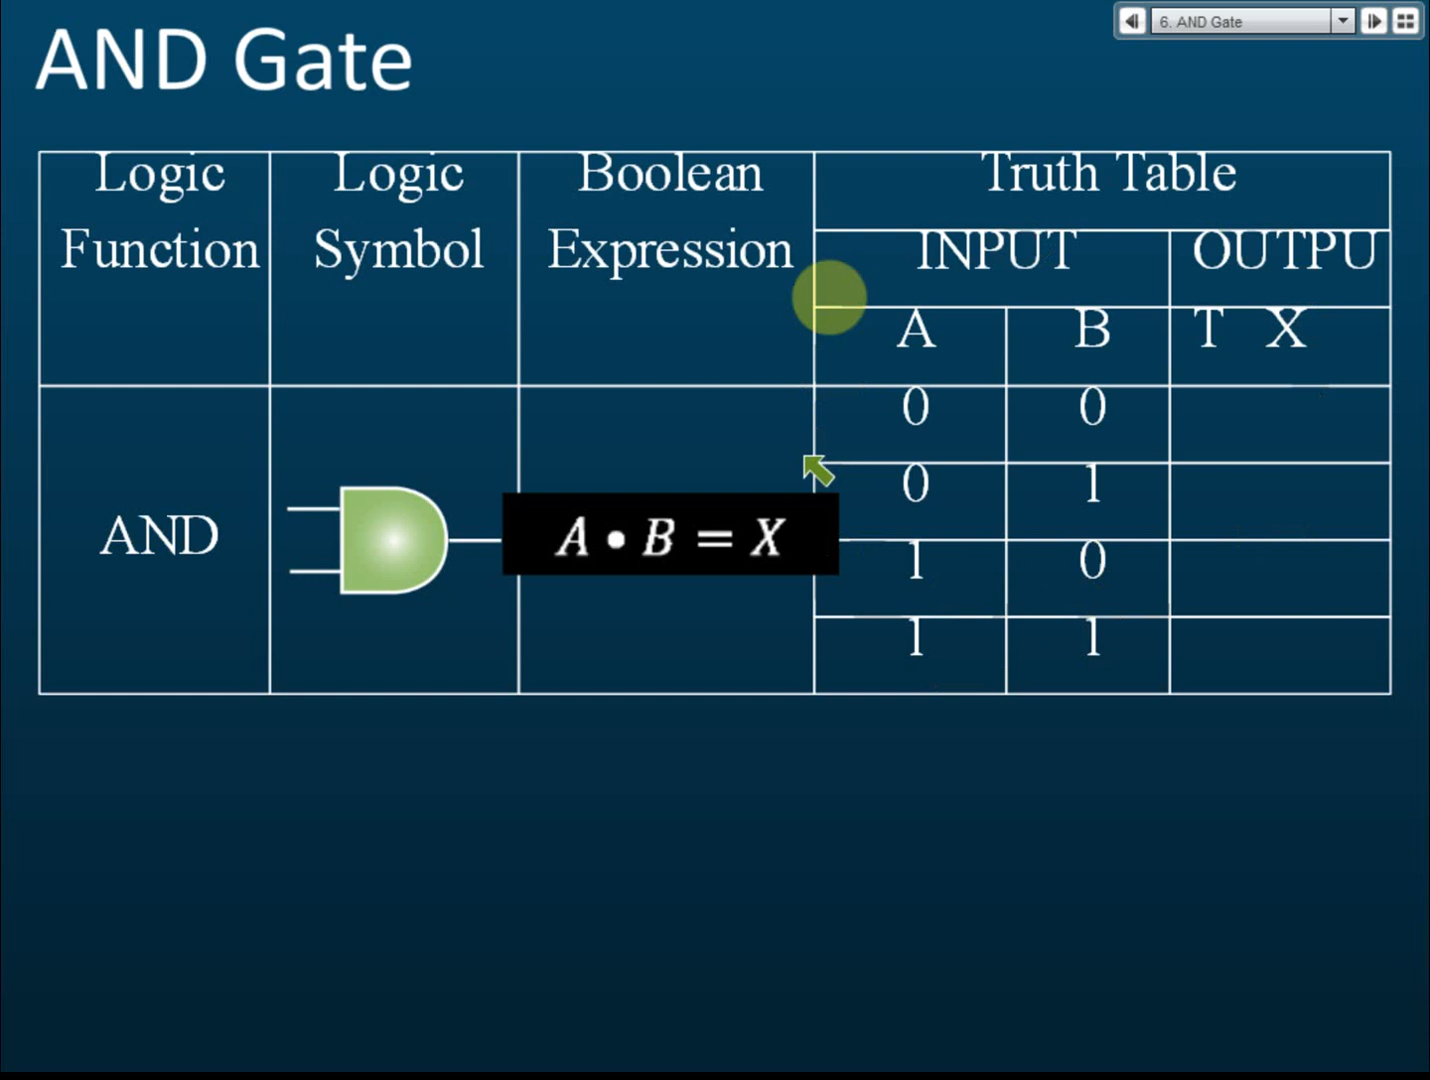 AND Gate
6. AND Gate
Logic Function
Logic Symbol
Boolean Expression
Truth Table
INPUT
OUTPU
A
B
T X
AND
A • B = X
0 0
0 1
1 0
1 1